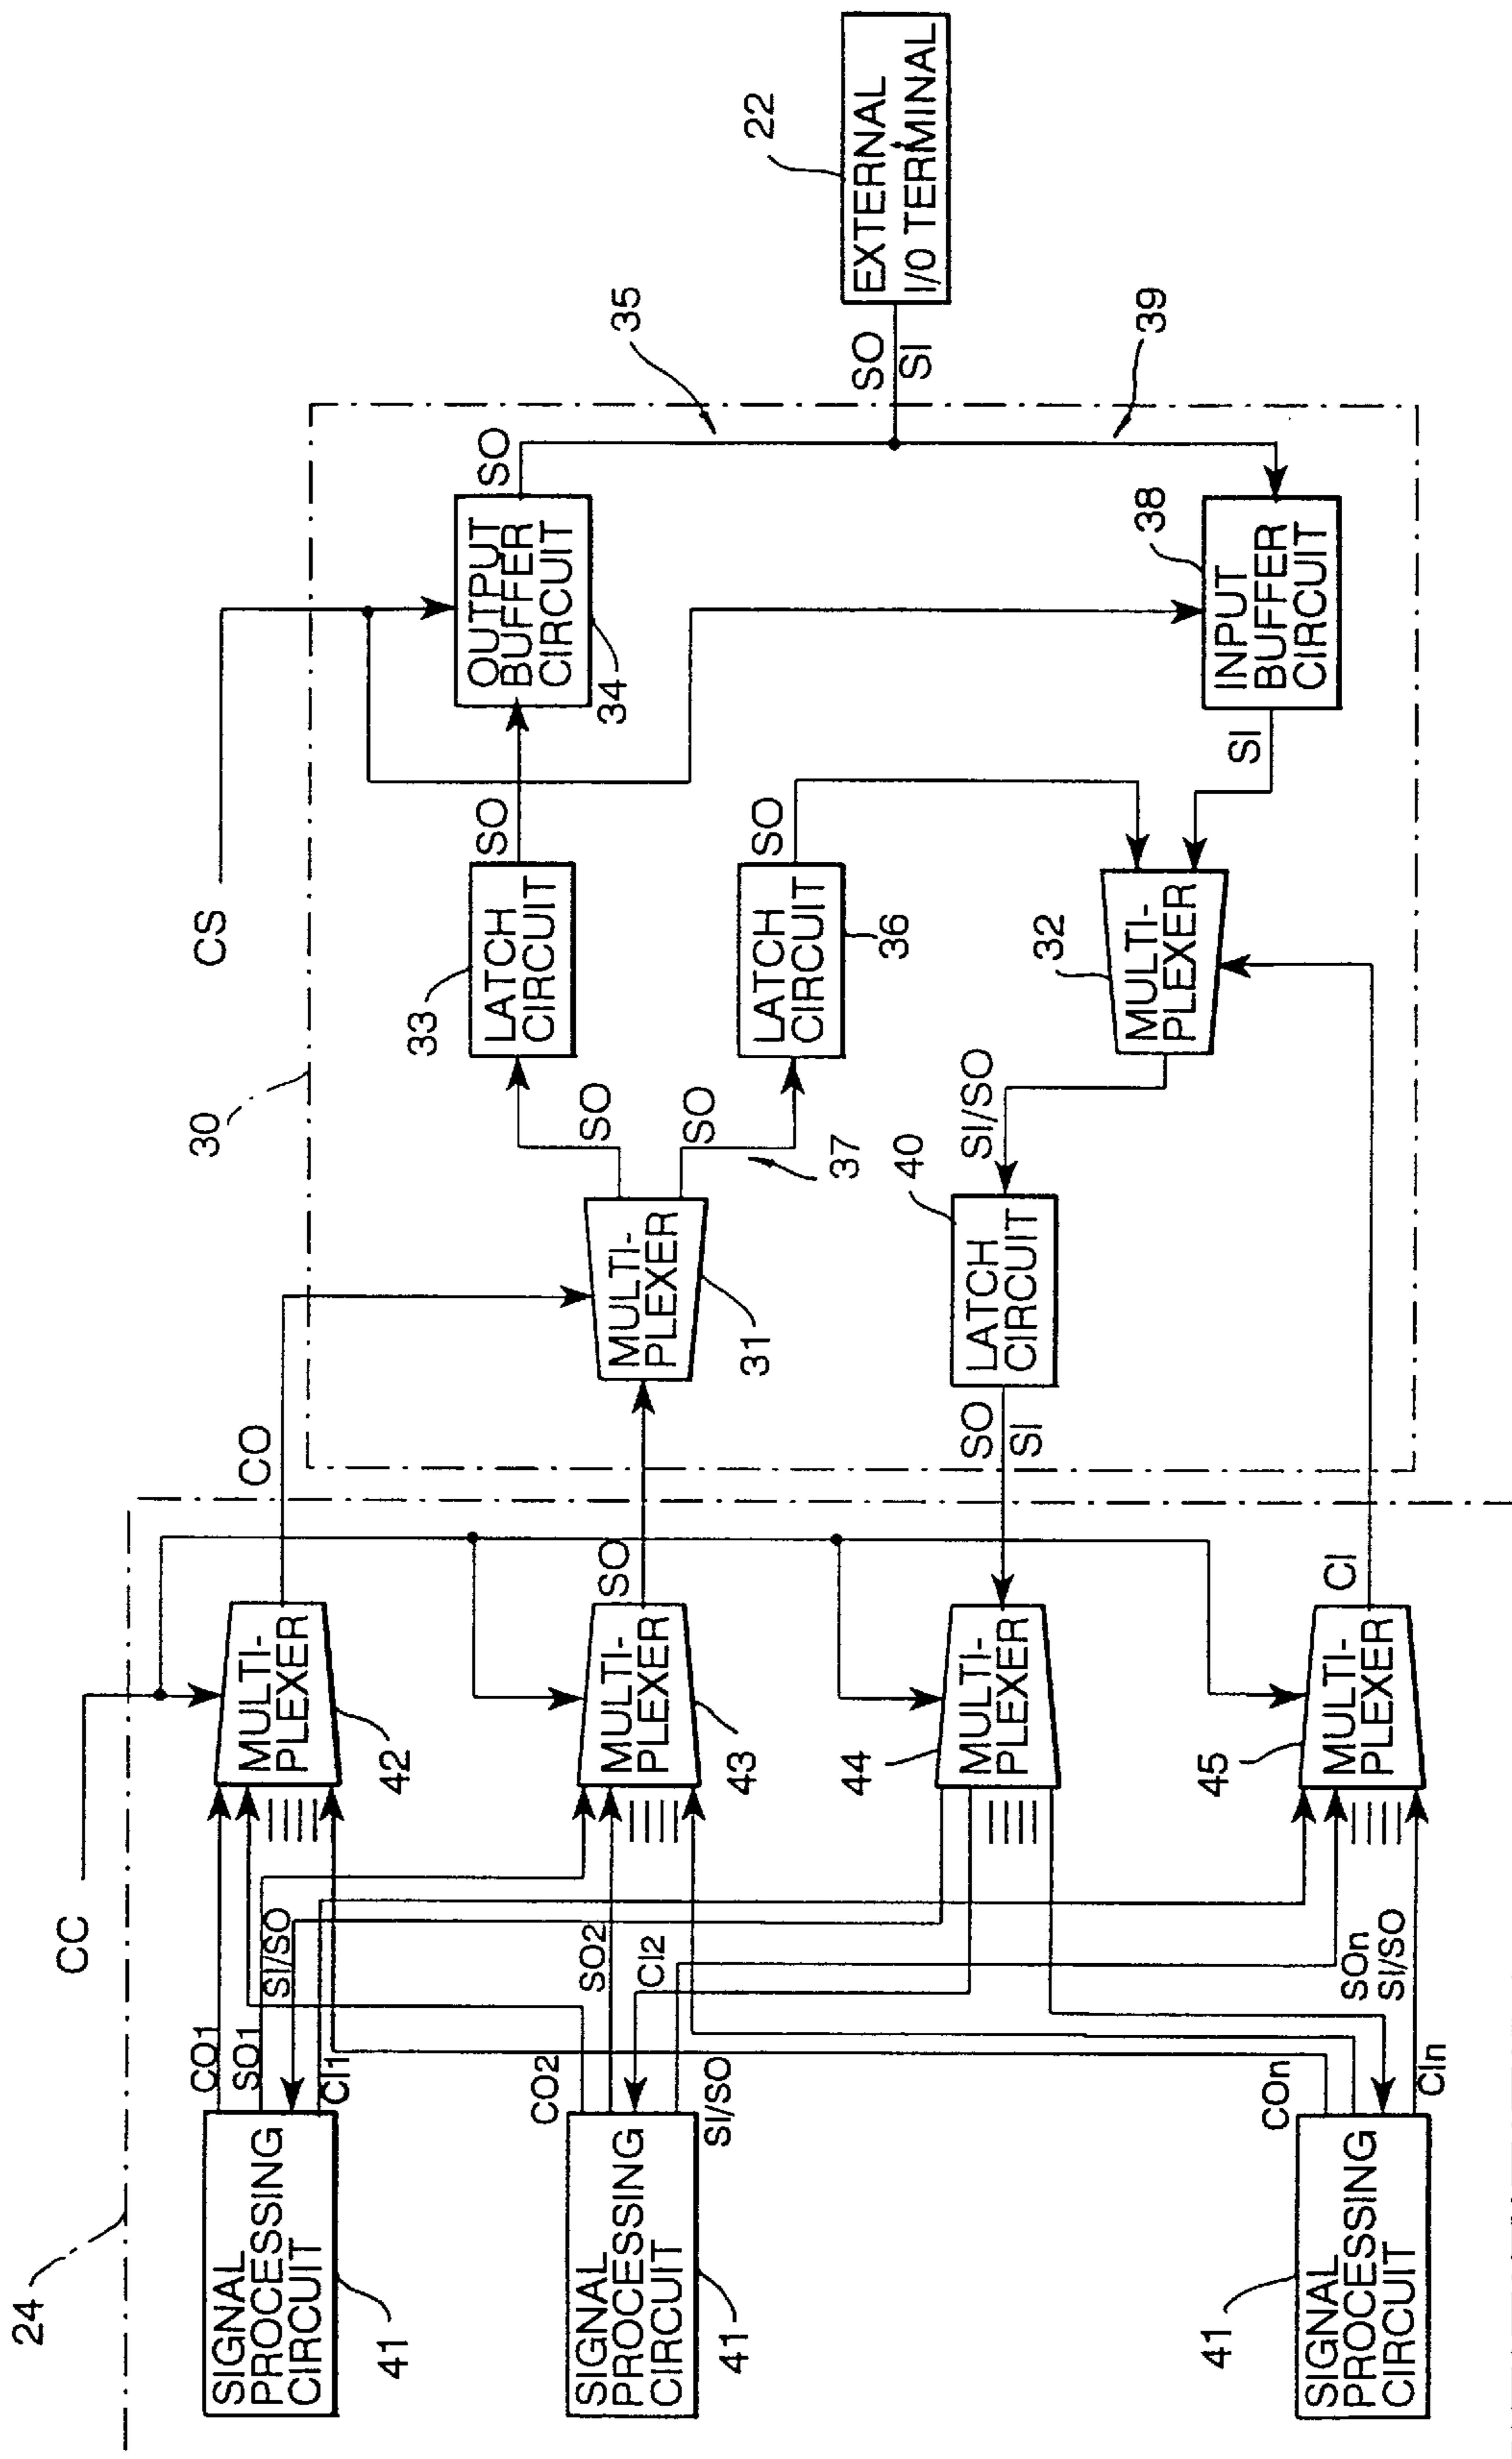 24
CC
SIGNAL
PROCESSING
CIRCUIT
41
CO1
SO1
SI/SO
CI1
MULTI-
PLEXER
42
CO
30
CS
SIGNAL
PROCESSING
CIRCUIT
41
CO2
SO2
CI2
SI/SO
MULTI-
PLEXER
43
SO
MULTI-
PLEXER
31
SO
SO
37
33
LATCH
CIRCUIT
SO
OUTPUT
BUFFER
CIRCUIT
34
SO
35
LATCH
CIRCUIT
36
SO
MULTI-
PLEXER
44
SO
SI
40
LATCH
CIRCUIT
SI/SO
32
MULTI-
PLEXER
SI
38
INPUT
BUFFER
CIRCUIT
39
SO
SI
22
EXTERNAL
I/O TERMINAL
SIGNAL
PROCESSING
CIRCUIT
41
COn
SOn
SI/SO
CIn
45
MULTI-
PLEXER
CI